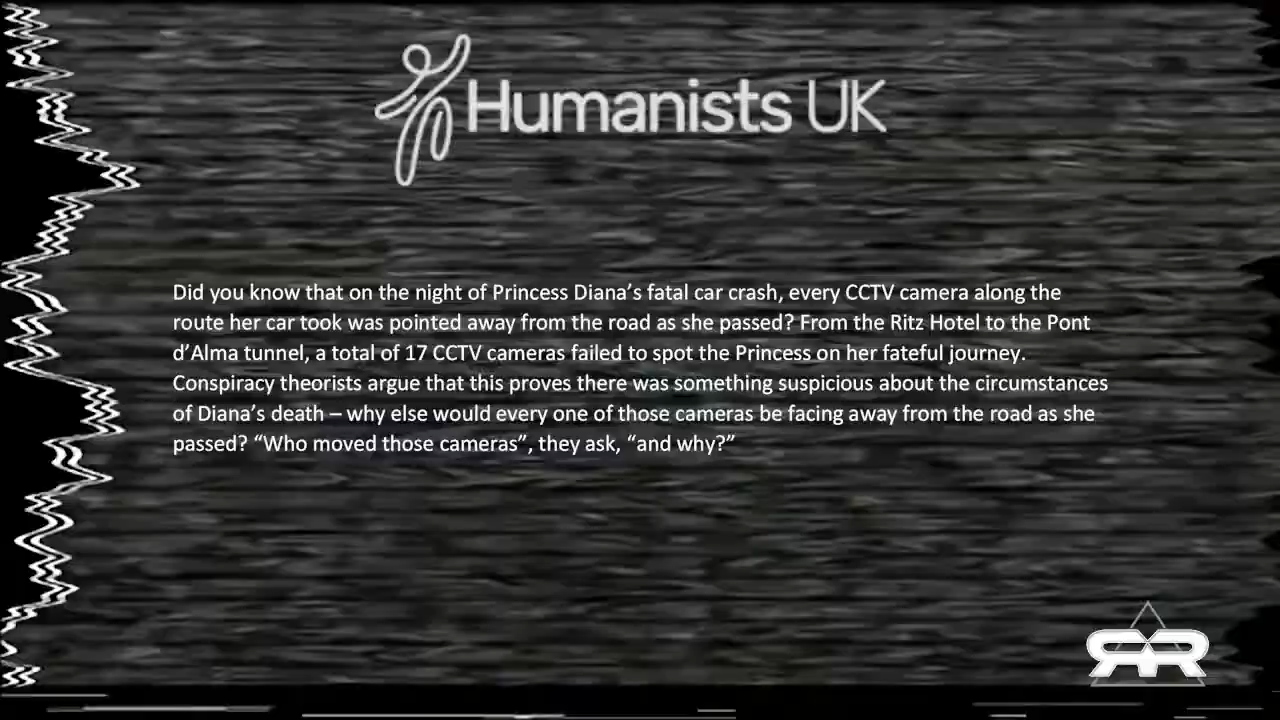 Humanists UK
Did you know that on the night of Princess Diana’s fatal car crash, every CCTV camera along the
route her car took was pointed away from the road as she passed? From the Ritz Hotel to the Pont
d’Alma tunnel, a total of 17 CCTV cameras failed to spot the Princess on her fateful journey.
Conspiracy theorists argue that this proves there was something suspicious about the circumstances
of Diana’s death – why else would every one of those cameras be facing away from the road as she
passed? “Who moved those cameras”, they ask, “and why?”
RR